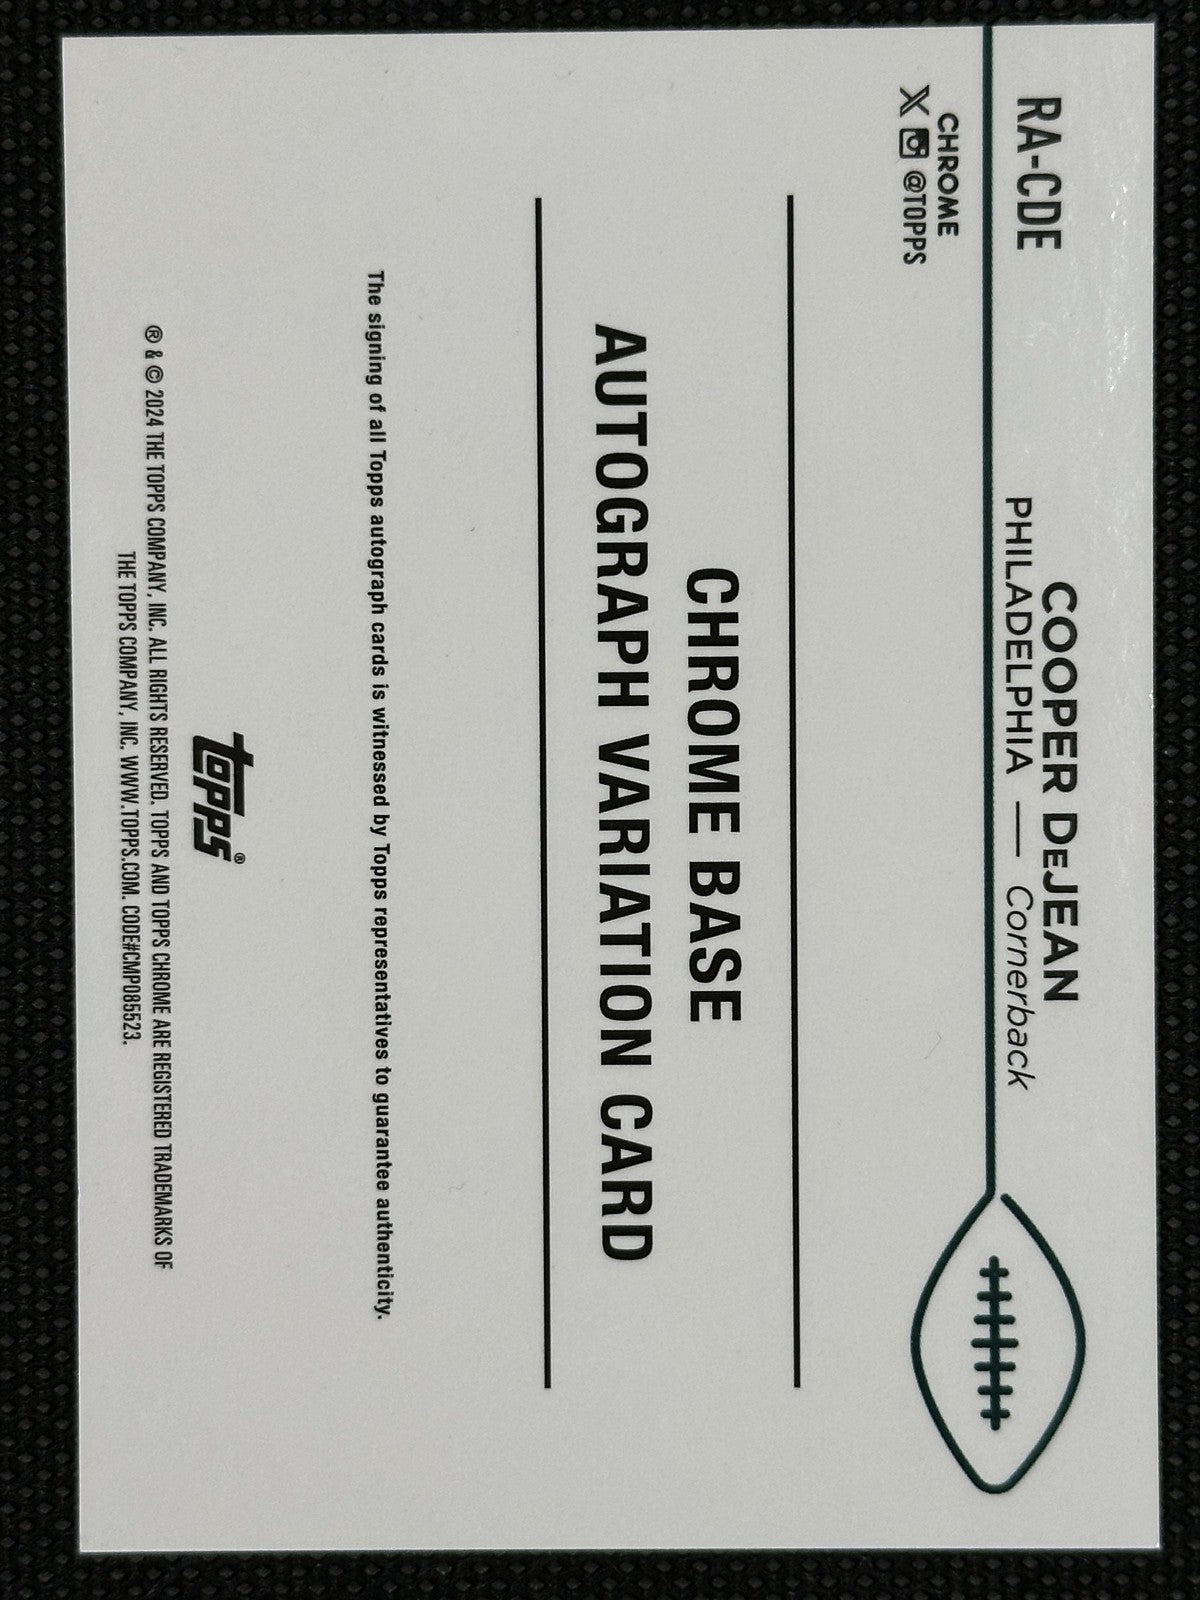 RA-CDE
COOPER DeJEAN
PHILADELPHIA — Cornerback
CHROME
X @TOPPS
CHROME BASE
AUTOGRAPH VARIATION CARD
The signing of all Topps autograph cards is witnessed by Topps representatives to guarantee authenticity.
topps®
® & © 2024 THE TOPPS COMPANY, INC. ALL RIGHTS RESERVED. TOPPS AND TOPPS CHROME ARE REGISTERED TRADEMARKS OF
THE TOPPS COMPANY, INC. WWW.TOPPS.COM. CODE#CMP085523.